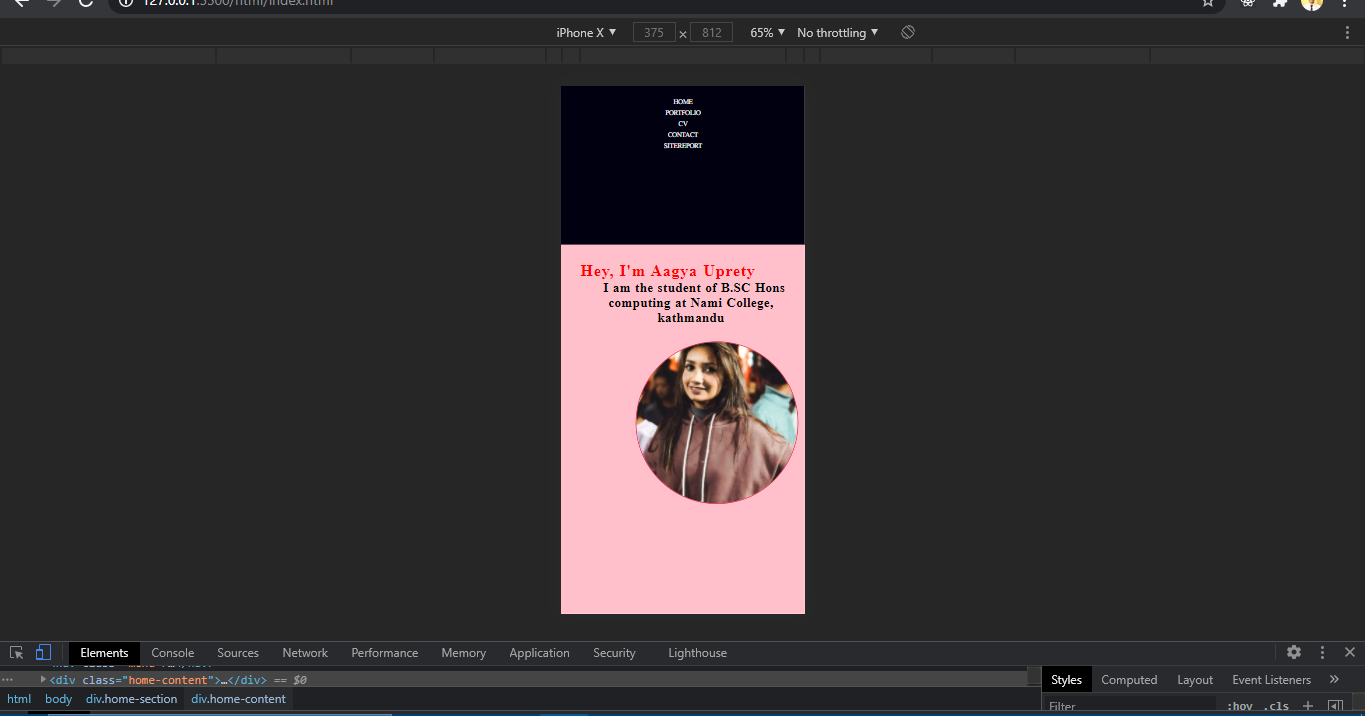 127.0.0.1:5500/html/index.html
iPhone X ▼ 375 × 812 65% ▼ No throttling ▼
HOME
PORTFOLIO
CV
CONTACT
SITEREPORT
Hey, I'm Aagya Uprety
I am the student of B.SC Hons
computing at Nami College,
kathmandu
Elements Console Sources Network Performance Memory Application Security Lighthouse
··· ▶<div class="home-content">…</div> == $0
Styles Computed Layout Event Listeners »
html body div.home-section div.home-content
Filter :hov .cls +